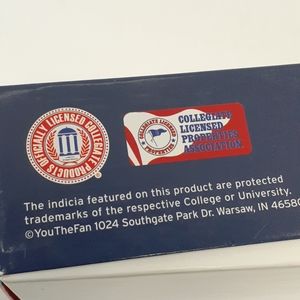 OFFICIALLY LICENSED COLLEGIATE PRODUCTS
®
COLLEGIATE LICENSED
PROPERTIES
COLLEGIATE
LICENSED
PROPERTIES
ASSOCIATION
The indicia featured on this product are protected
trademarks of the respective College or University.
©YouTheFan 1024 Southgate Park Dr. Warsaw, IN 46580